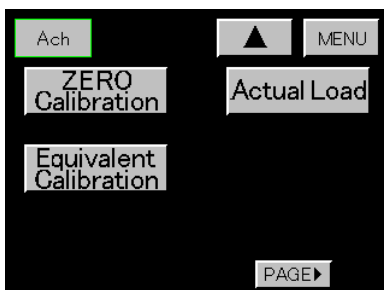 Ach ▲ MENU
ZERO
Calibration
Actual Load
Equivalent
Calibration
PAGE▶